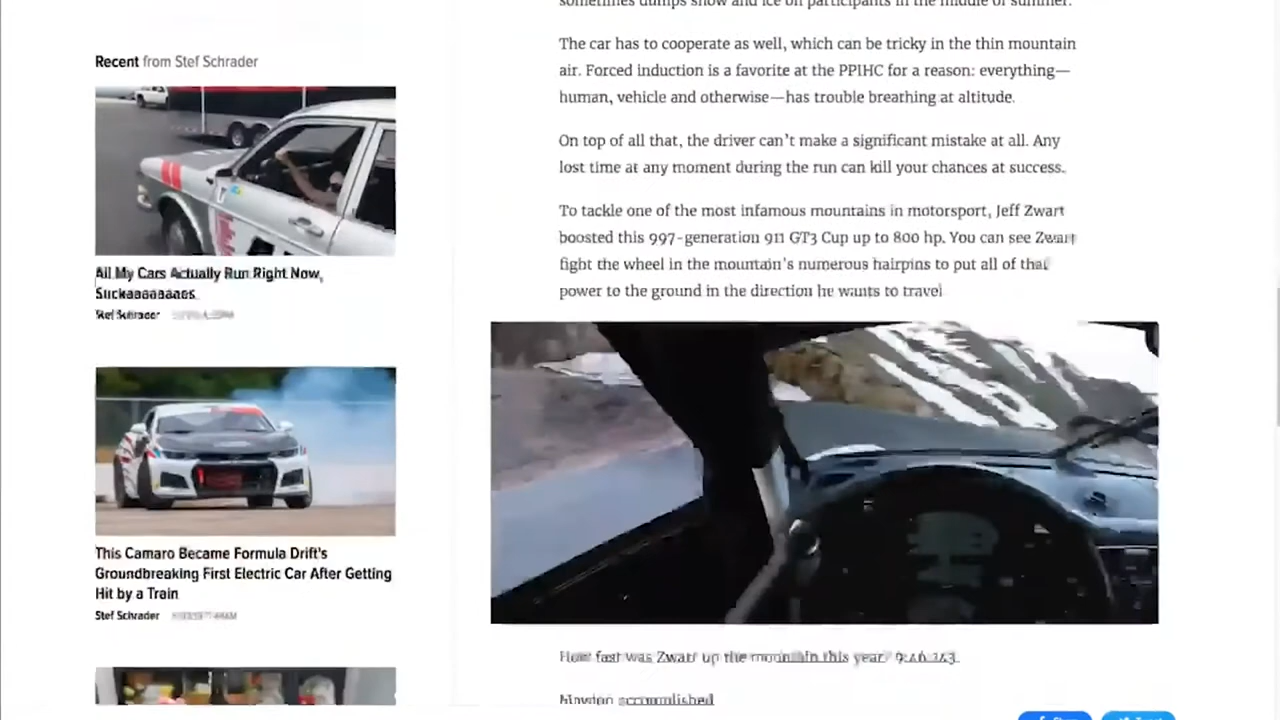 sometimes dumps snow and ice on participants in the middle of summer.
Recent from Stef Schrader
The car has to cooperate as well, which can be tricky in the thin mountain
air. Forced induction is a favorite at the PPIHC for a reason: everything—
human, vehicle and otherwise—has trouble breathing at altitude.
On top of all that, the driver can't make a significant mistake at all. Any
lost time at any moment during the run can kill your chances at success.
To tackle one of the most infamous mountains in motorsport, Jeff Zwart
boosted this 997-generation 911 GT3 Cup up to 800 hp. You can see Zwart
fight the wheel in the mountain's numerous hairpins to put all of that
power to the ground in the direction he wants to travel
All My Cars Actually Run Right Now,
Stef Schrader
This Camaro Became Formula Drift's
Groundbreaking First Electric Car After Getting
Hit by a Train
Stef Schrader
How fast was Zwart up the mountain this year?
accomplished
Share
Tweet